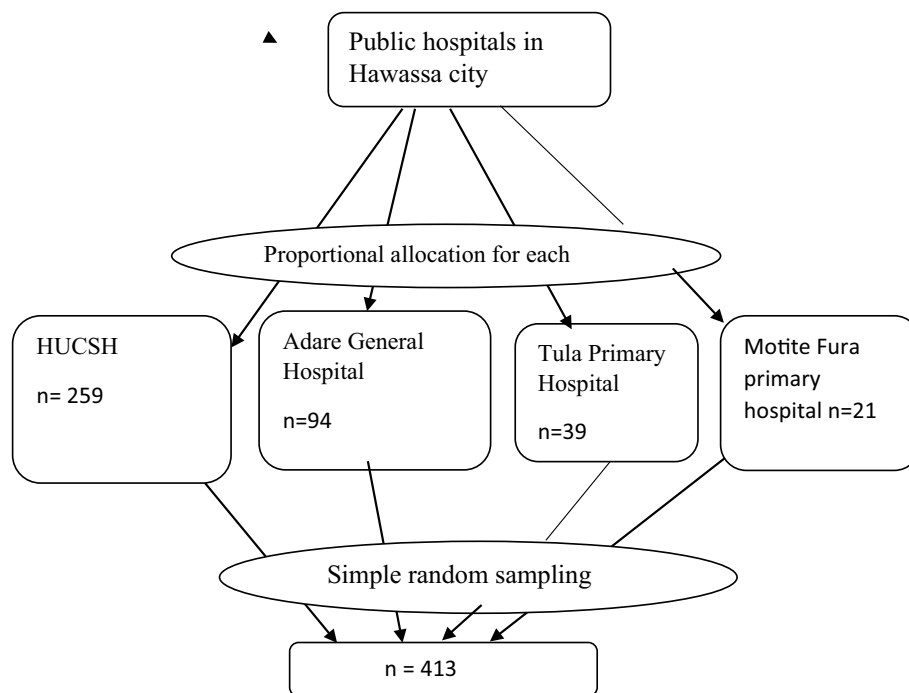 Public hospitals in
Hawassa city
Proportional allocation for each
HUCSH
n= 259
Adare General
Hospital
n=94
Tula Primary
Hospital
n=39
Motite Fura
primary
hospital n=21
Simple random sampling
n = 413